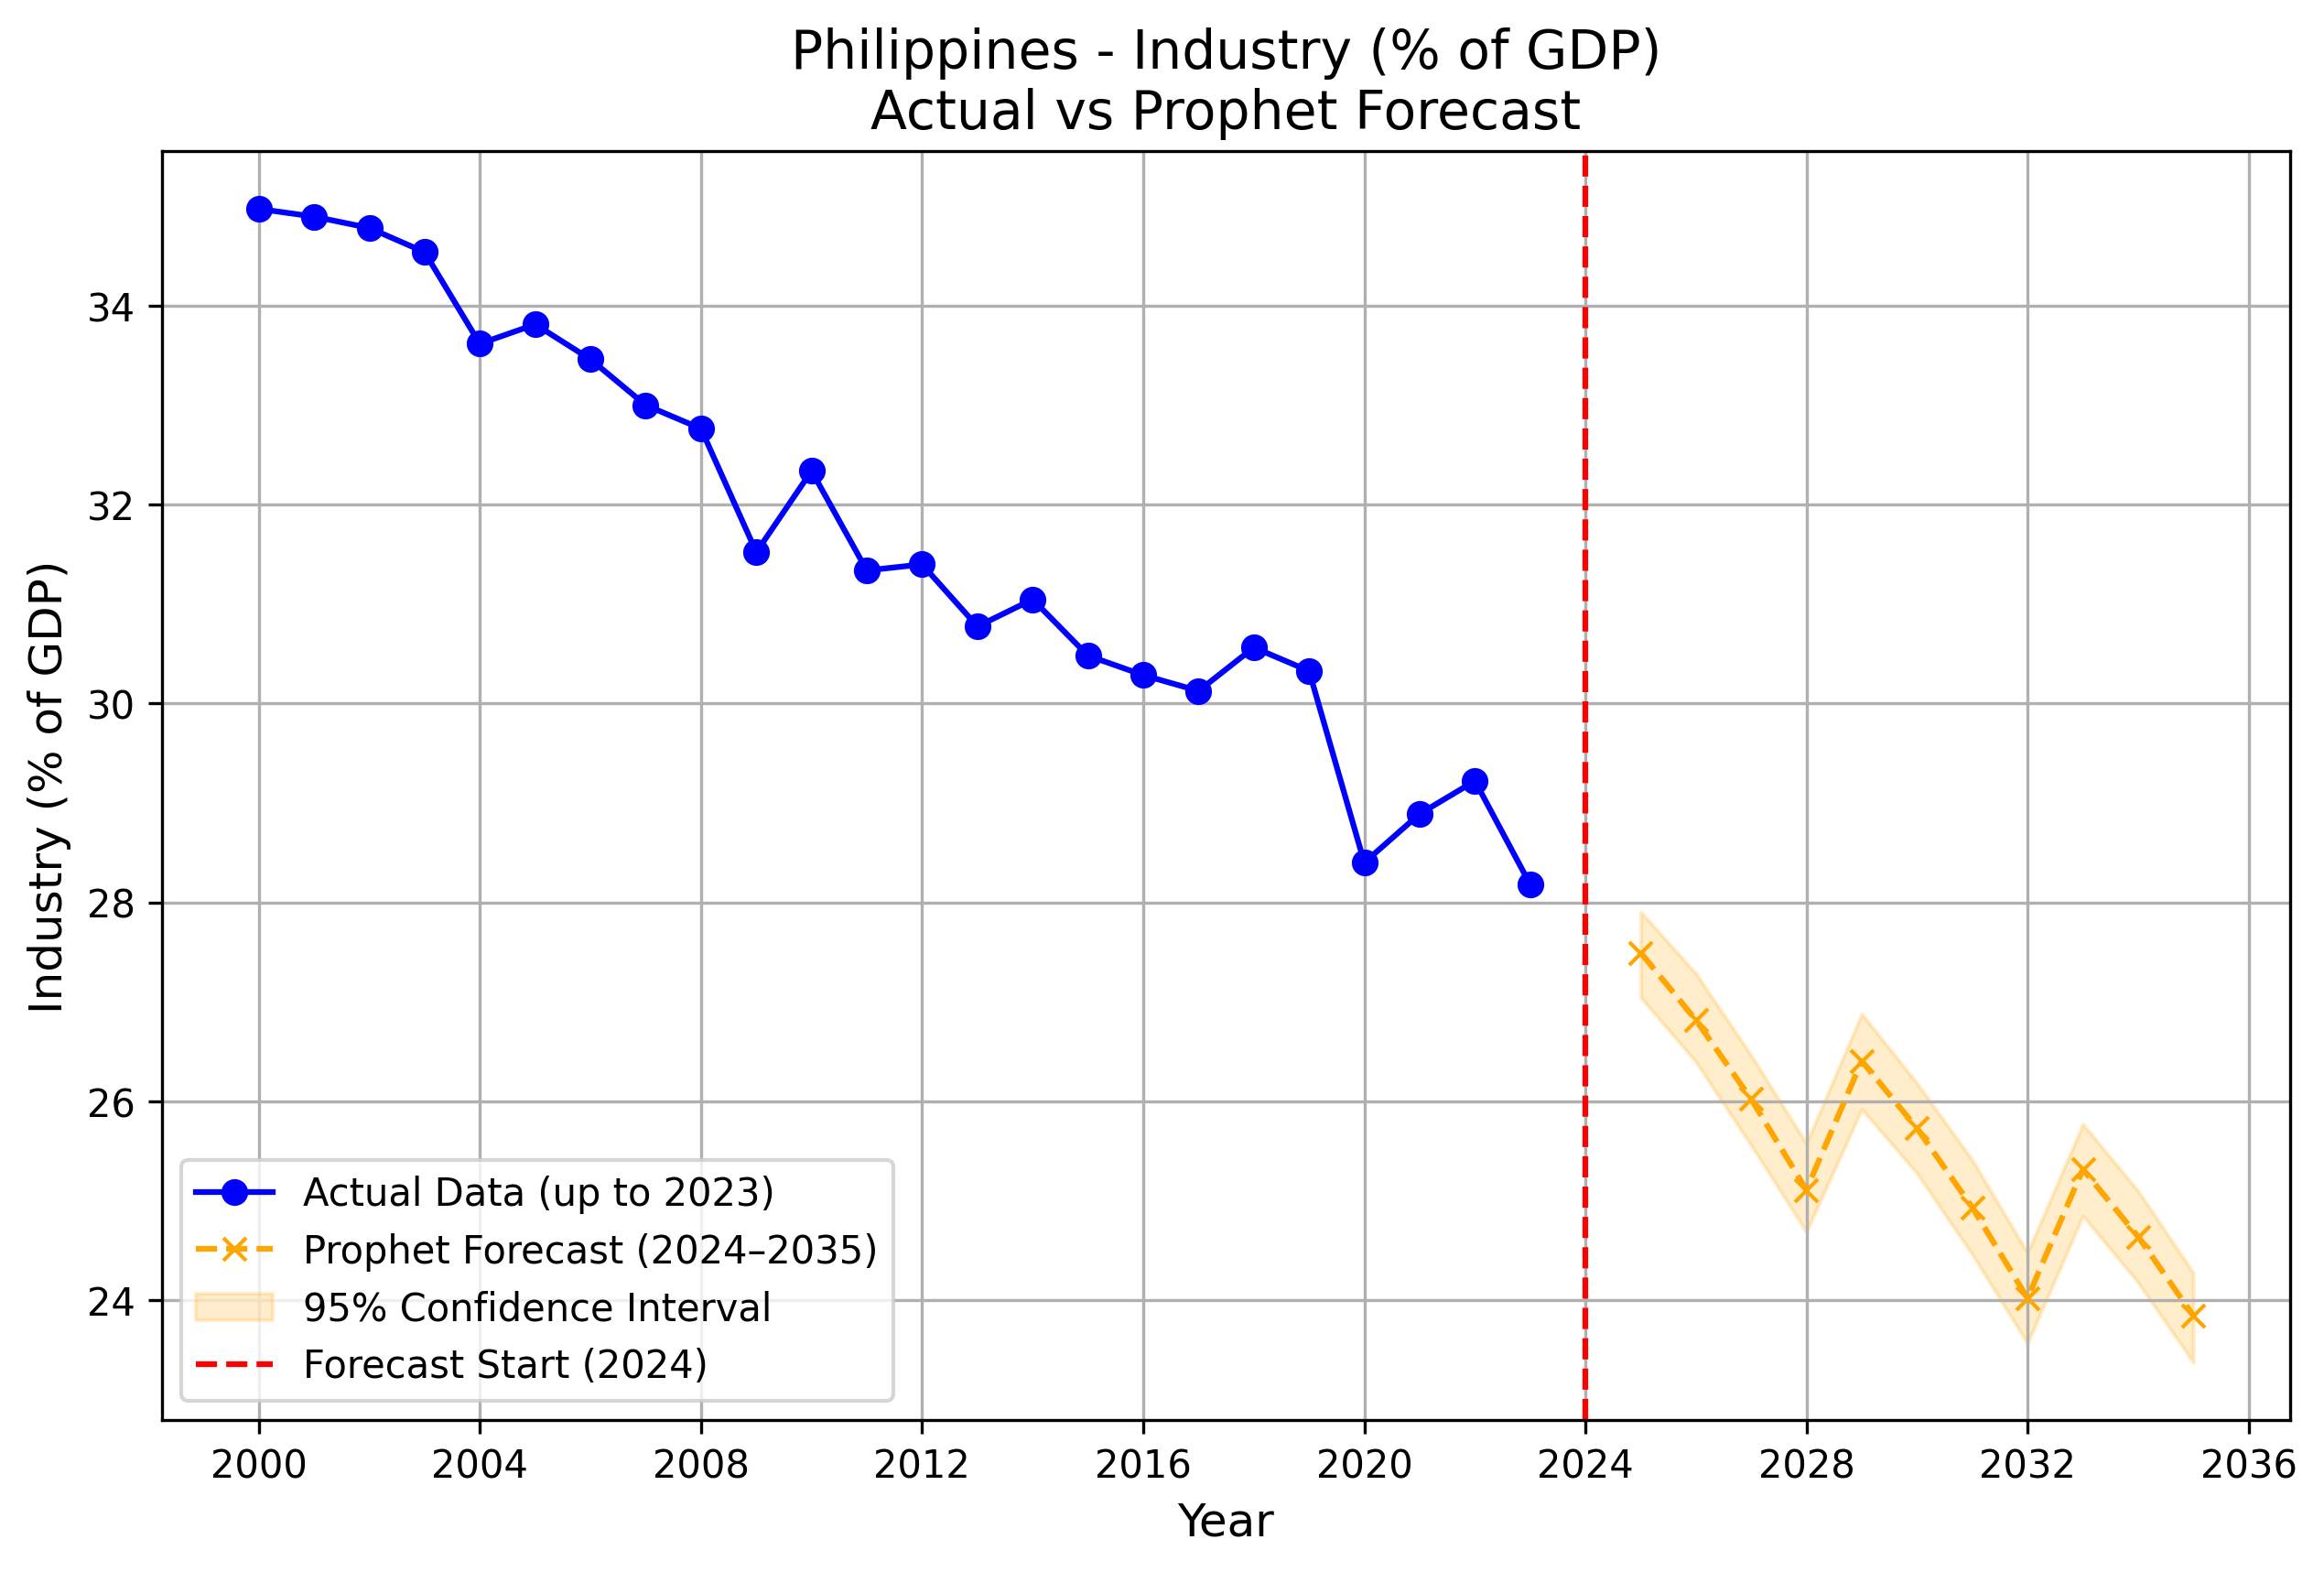 Philippines - Industry (% of GDP)
Actual vs Prophet Forecast
Industry (% of GDP)
34
32
30
28
26
24
Actual Data (up to 2023)
Prophet Forecast (2024–2035)
95% Confidence Interval
Forecast Start (2024)
2000 2004 2008 2012 2016 2020 2024 2028 2032 2036
Year